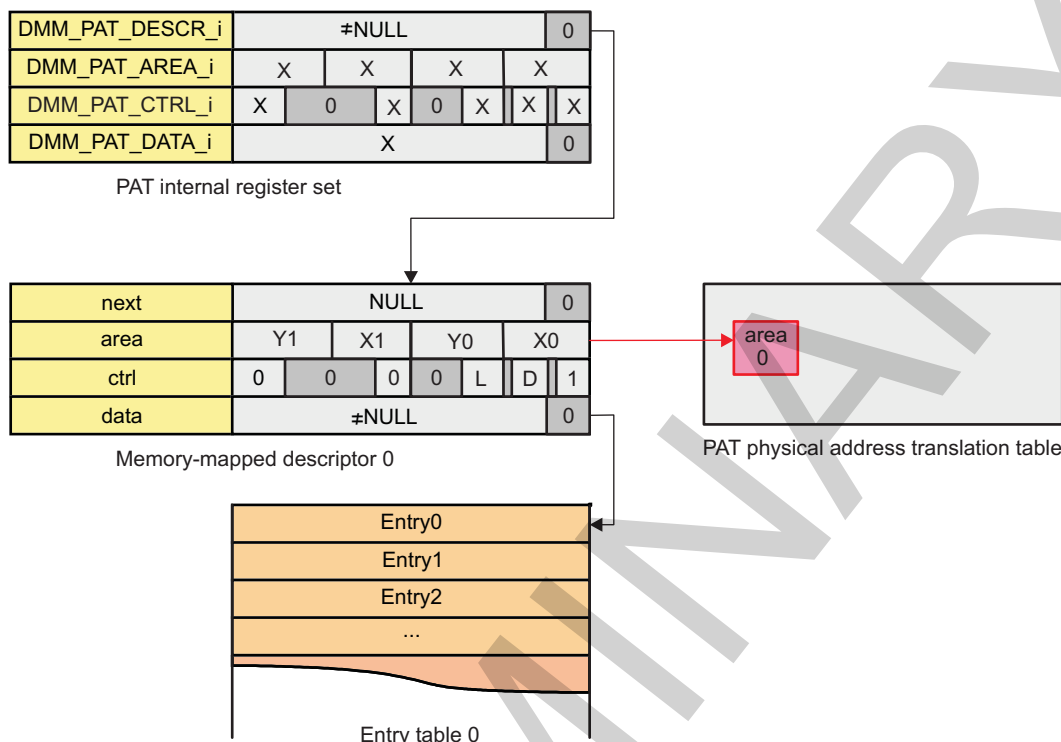 DMM_PAT_DESCR_i ≠NULL 0
DMM_PAT_AREA_i X X X X
DMM_PAT_CTRL_i X 0 X 0 X X X
DMM_PAT_DATA_i X 0
PAT internal register set
next NULL 0
area Y1 X1 Y0 X0
ctrl 0 0 0 0 L D 1
data ≠NULL 0
Memory-mapped descriptor 0
area
0
PAT physical address translation table
Entry0
Entry1
Entry2
...
Entry table 0
MINARY